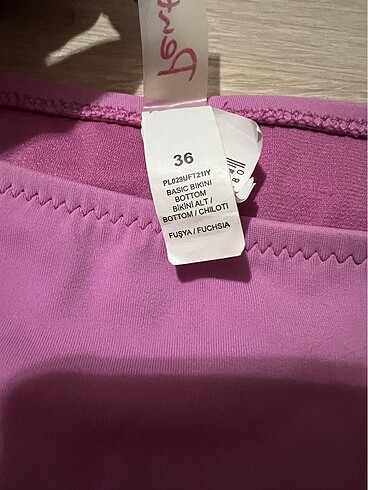 36
PL029UFT21IY
BASIC BIKINI
BOTTOM
BİKİNİ ALT /
BOTTOM / CHILOTI
FUŞYA / FUCHSIA